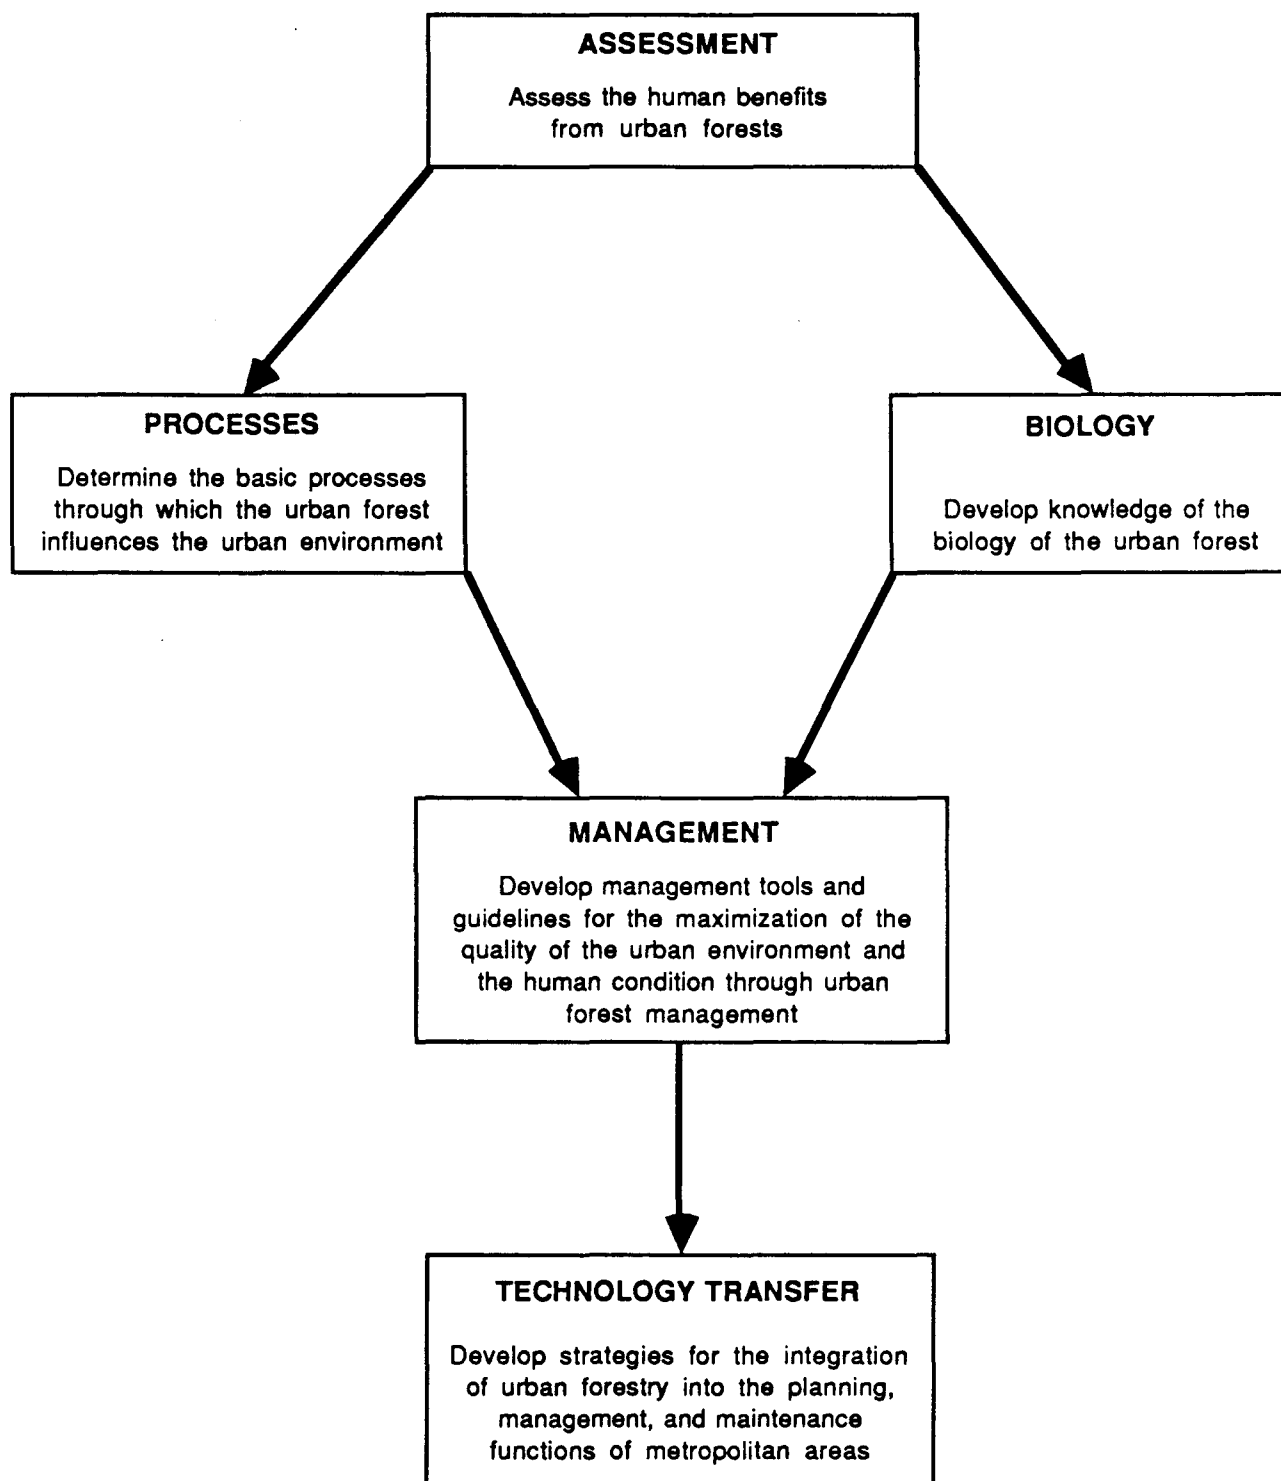 ASSESSMENT
Assess the human benefits
from urban forests
PROCESSES
Determine the basic processes
through which the urban forest
influences the urban environment
BIOLOGY
Develop knowledge of the
biology of the urban forest
MANAGEMENT
Develop management tools and
guidelines for the maximization of the
quality of the urban environment and
the human condition through urban
forest management
TECHNOLOGY TRANSFER
Develop strategies for the integration
of urban forestry into the planning,
management, and maintenance
functions of metropolitan areas